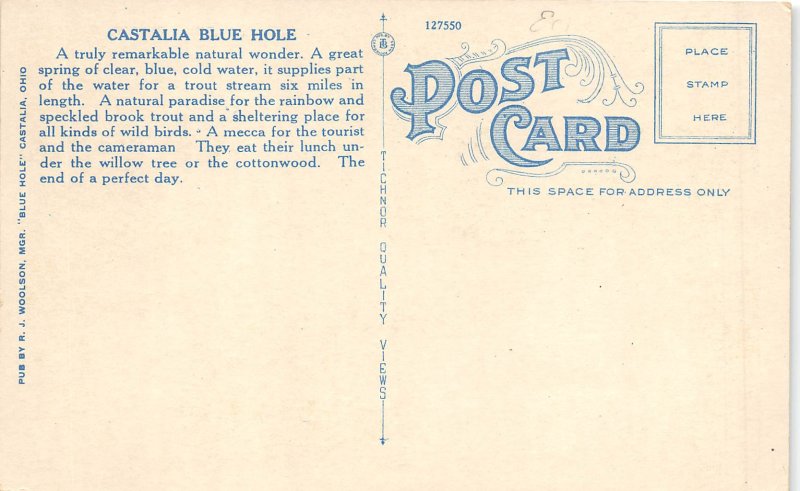 CASTALIA BLUE HOLE
A truly remarkable natural wonder. A great
spring of clear, blue, cold water, it supplies part
of the water for a trout stream six miles in
length. A natural paradise for the rainbow and
speckled brook trout and a sheltering place for
all kinds of wild birds. A mecca for the tourist
and the cameraman They eat their lunch un-
der the willow tree or the cottonwood. The
end of a perfect day.
PUB BY R. J. WOOLSON, MGR. "BLUE HOLE" CASTALIA, OHIO
TICHNOR QUALITY VIEWS
127550
POST
CARD
THIS SPACE FOR ADDRESS ONLY
PLACE
STAMP
HERE